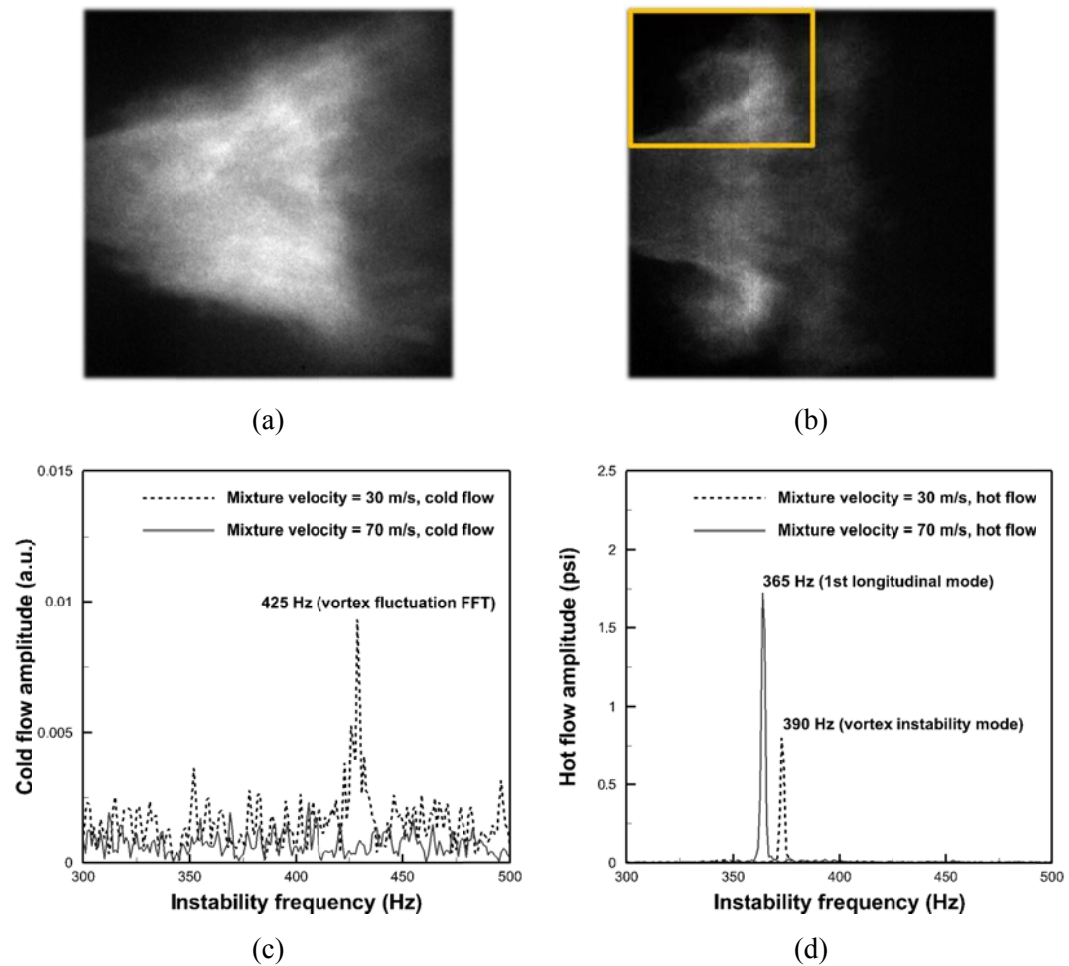 (a)
(b)
0.015
0.01
0.005
0
Cold flow amplitude (a.u.)
Mixture velocity = 30 m/s, cold flow
Mixture velocity = 70 m/s, cold flow
425 Hz (vortex fluctuation FFT)
300
350
400
450
500
Instability frequency (Hz)
(c)
2.5
2
1.5
1
0.5
0
Hot flow amplitude (psi)
Mixture velocity = 30 m/s, hot flow
Mixture velocity = 70 m/s, hot flow
365 Hz (1st longitudinal mode)
390 Hz (vortex instability mode)
300
350
400
450
500
Instability frequency (Hz)
(d)